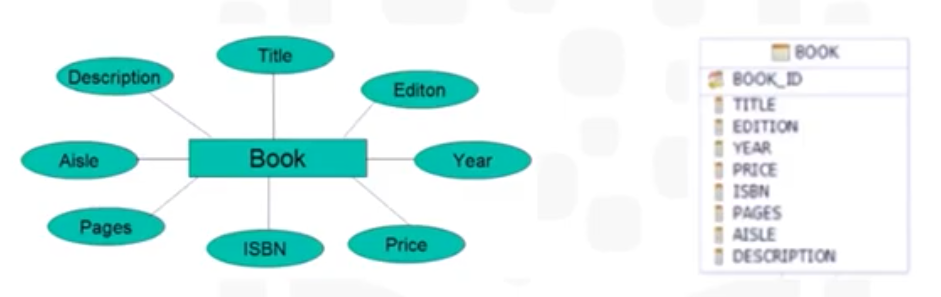 Title
Description
Editon
Aisle
Book
Year
Pages
ISBN
Price
BOOK
BOOK_ID
TITLE
EDITION
YEAR
PRICE
ISBN
PAGES
AISLE
DESCRIPTION